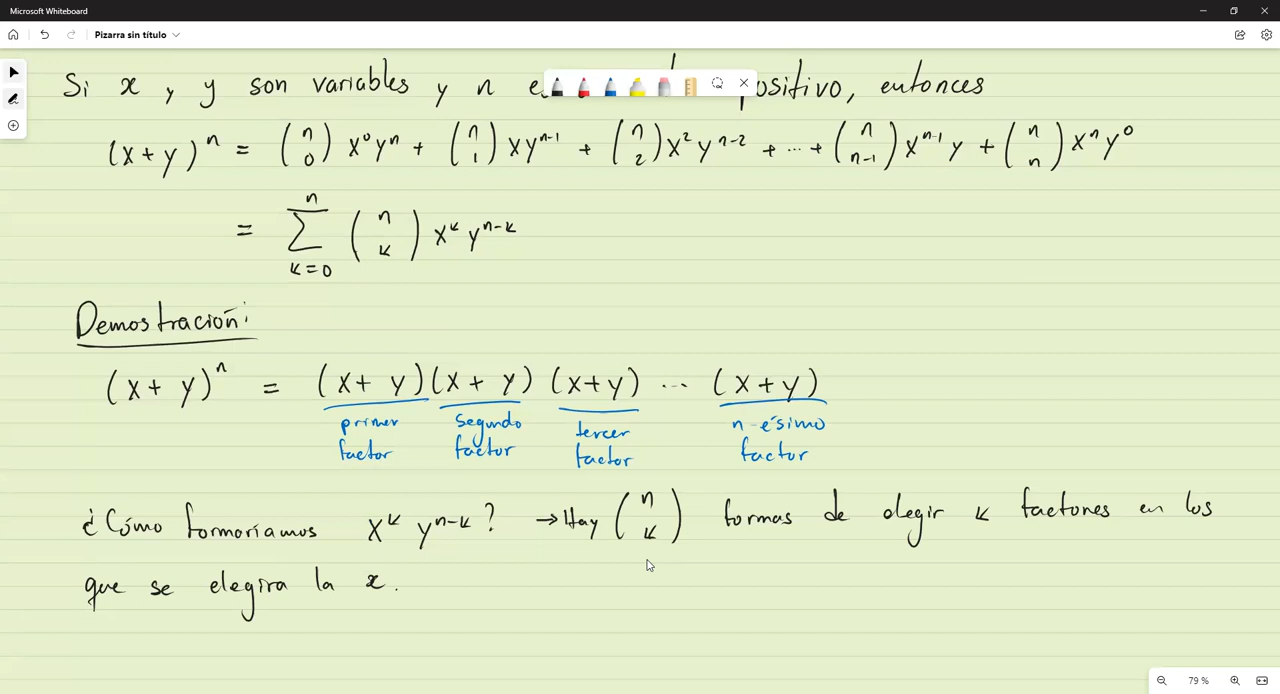 Microsoft Whiteboard
Pizarra sin título
Si x, y son variables y n positivo, entonces
(x+y)^n = (n 0) x^0 y^n + (n 1) x y^{n-1} + (n 2) x^2 y^{n-2} + ... + (n n-1) x^{n-1} y + (n n) x^n y^0
= \sum_{k=0}^{n} (n k) x^k y^{n-k}
Demostración:
(x+y)^n = (x+y)(x+y)(x+y) ... (x+y)
primer factor segundo factor tercer factor n-ésimo factor
¿Cómo formaríamos x^k y^{n-k}? → Hay (n k) formas de elegir k factores en los
que se elegira la x.
79 %